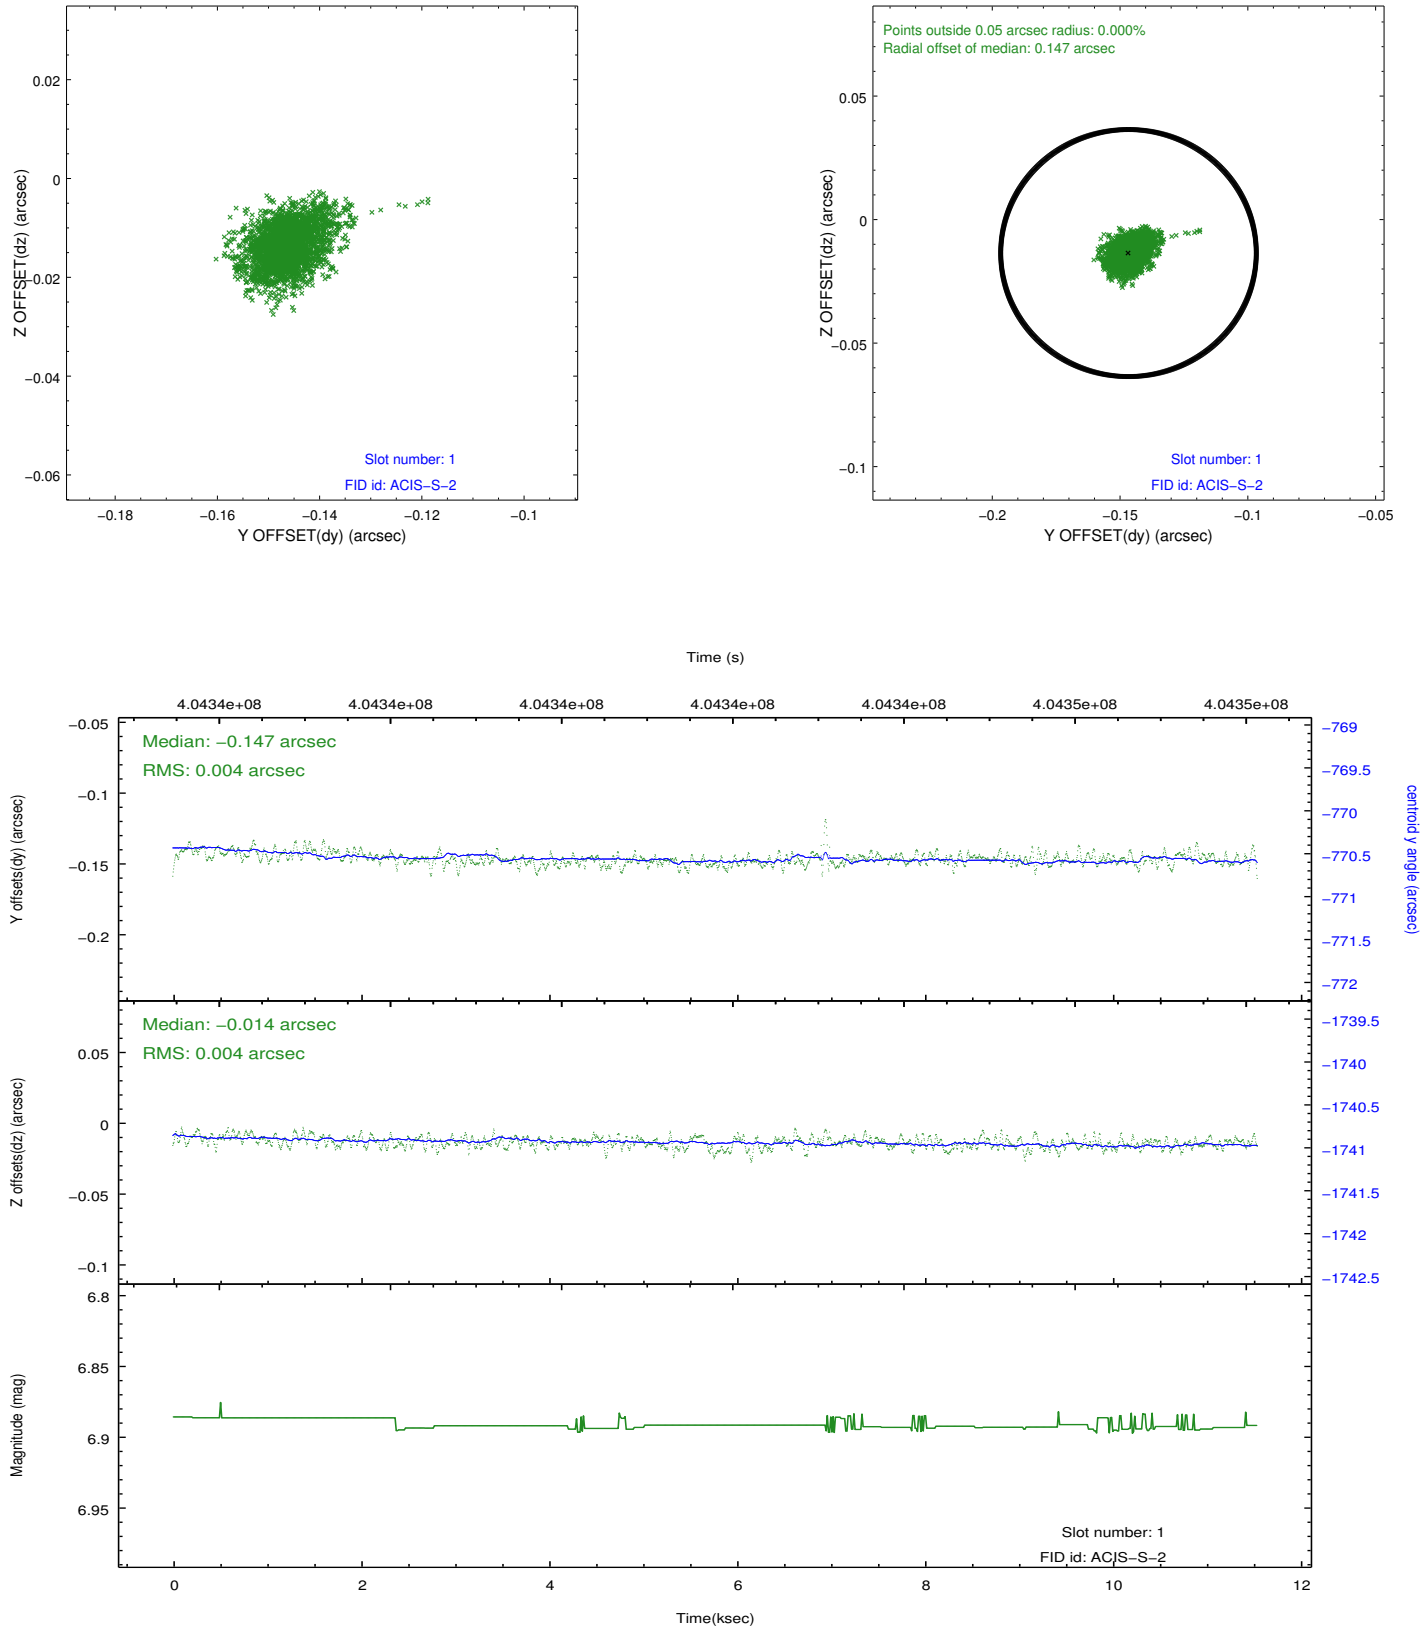 0.02
0
−0.02
−0.04
−0.06
Z OFFSET(dz) (arcsec)
Slot number: 1
FID id: ACIS−S−2
−0.18
−0.16
−0.14
−0.12
−0.1
Y OFFSET(dy) (arcsec)
Points outside 0.05 arcsec radius: 0.000%
Radial offset of median: 0.147 arcsec
0.05
0
−0.05
−0.1
Z OFFSET(dz) (arcsec)
Slot number: 1
FID id: ACIS−S−2
−0.2
−0.15
−0.1
−0.05
Y OFFSET(dy) (arcsec)
Time (s)
4.0434e+08
4.0434e+08
4.0434e+08
4.0434e+08
4.0434e+08
4.0435e+08
4.0435e+08
Median: −0.147 arcsec
RMS: 0.004 arcsec
−0.05
−0.1
−0.15
−0.2
Y offsets(dy) (arcsec)
−769
−769.5
−770
−770.5
−771
−771.5
−772
centroid y angle (arcsec)
Median: −0.014 arcsec
RMS: 0.004 arcsec
0.05
0
−0.05
−0.1
Z offsets(dz) (arcsec)
−1739.5
−1740
−1740.5
−1741
−1741.5
−1742
−1742.5
6.8
6.85
6.9
6.95
Magnitude (mag)
Slot number: 1
FID id: ACIS−S−2
0
2
4
6
8
10
12
Time(ksec)